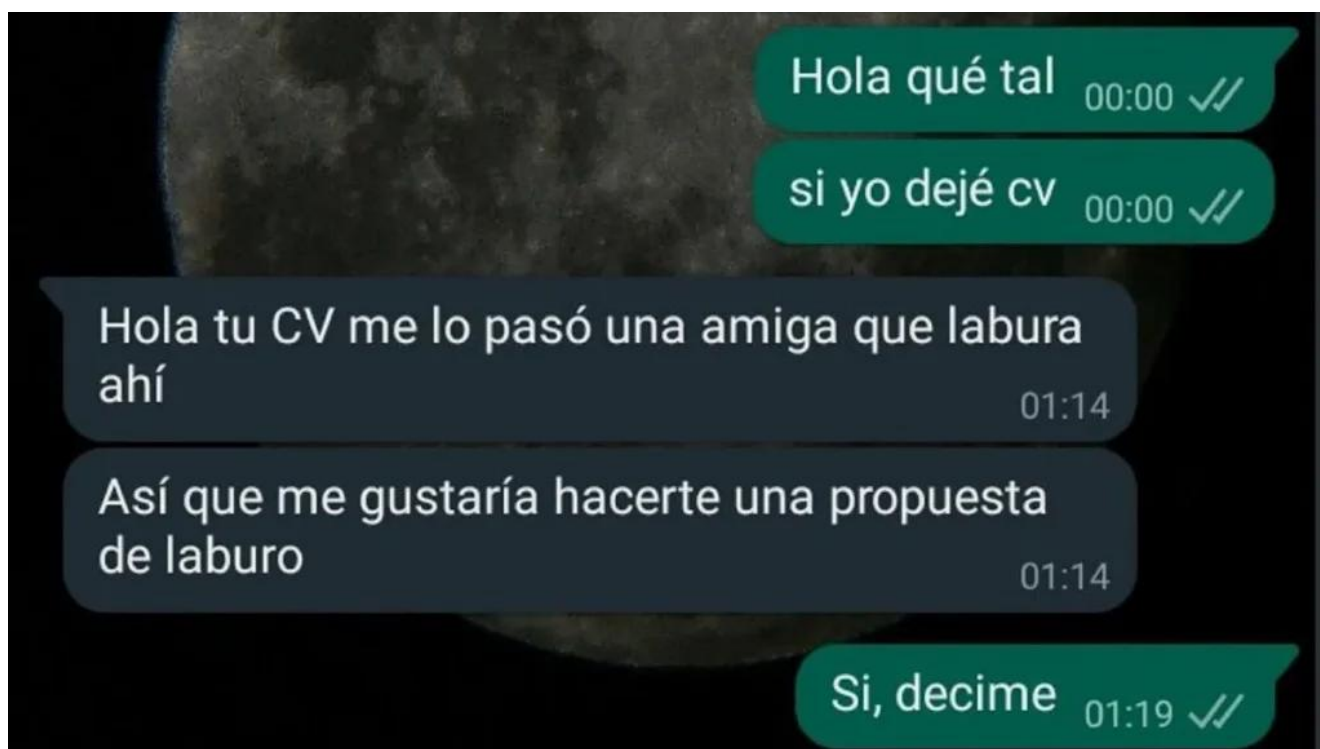 Hola qué tal 00:00
si yo dejé cv 00:00
Hola tu CV me lo pasó una amiga que labura
ahí 01:14
Así que me gustaría hacerte una propuesta
de laburo 01:14
Si, decime 01:19